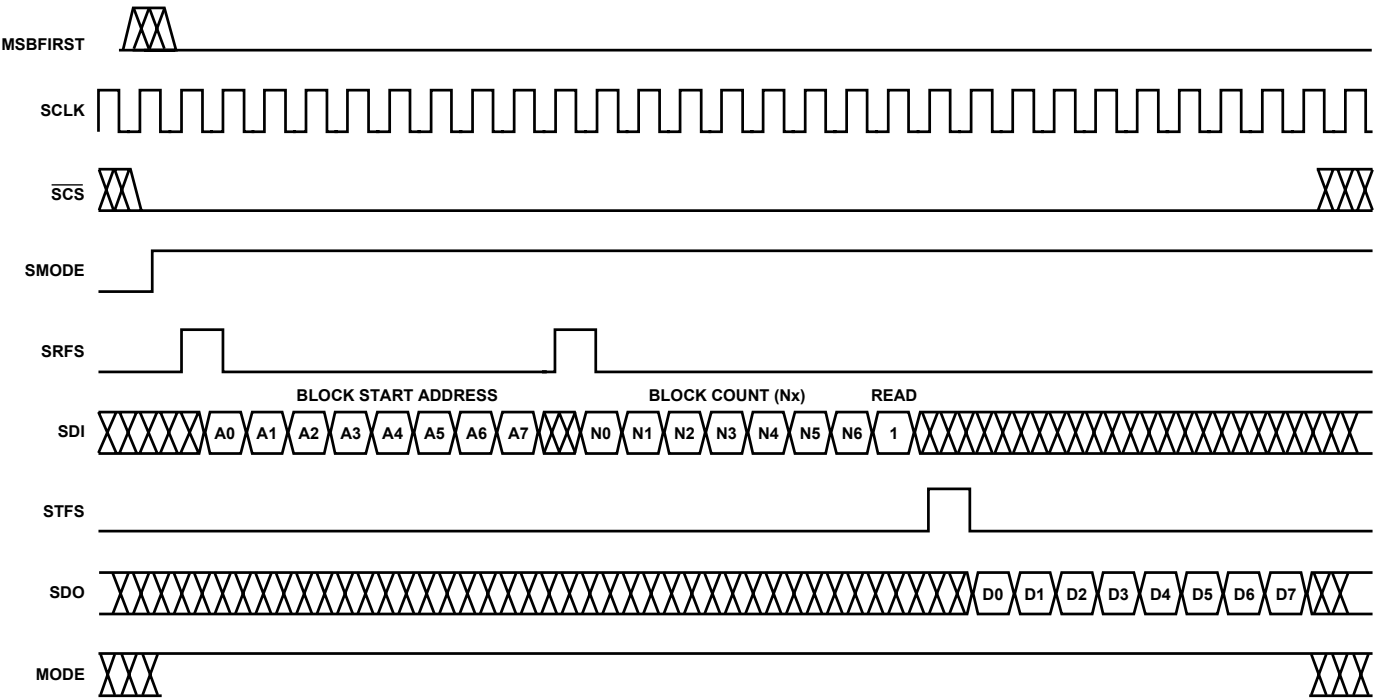 MSBFIRST
SCLK
SCS
SMODE
SRFS
BLOCK START ADDRESS BLOCK COUNT (Nx) READ
SDI A0 A1 A2 A3 A4 A5 A6 A7 N0 N1 N2 N3 N4 N5 N6 1
STFS
SDO D0 D1 D2 D3 D4 D5 D6 D7
MODE